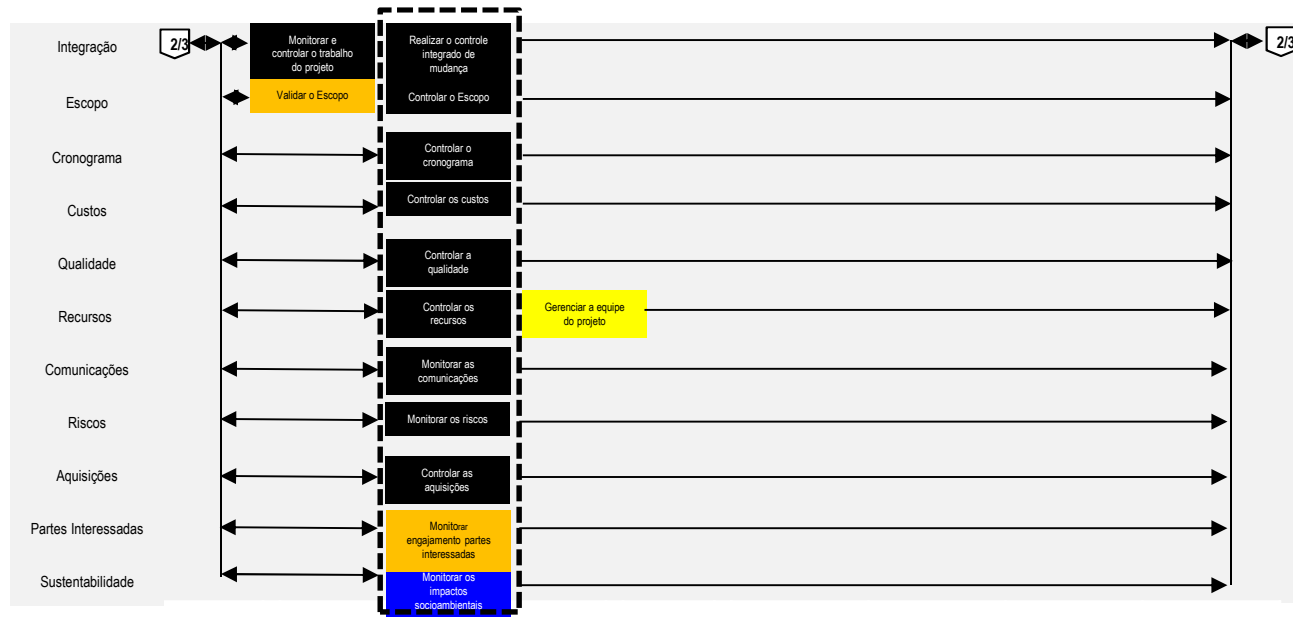 Integração
2/3
Monitorar e
controlar o trabalho
do projeto
Realizar o controle
integrado de
mudança
2/3
Escopo
Validar o Escopo
Controlar o Escopo
Cronograma
Controlar o
cronograma
Custos
Controlar os custos
Qualidade
Controlar a
qualidade
Recursos
Controlar os
recursos
Gerenciar a equipe
do projeto
Comunicações
Monitorar as
comunicações
Riscos
Monitorar os riscos
Aquisições
Controlar as
aquisições
Partes Interessadas
Monitorar
engajamento partes
interessadas
Sustentabilidade
Monitorar os
impactos
socioambientais